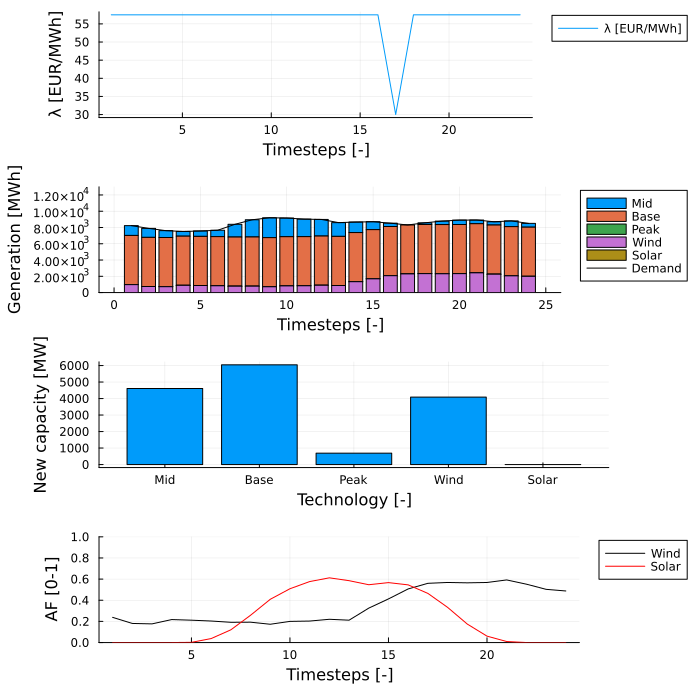 λ [EUR/MWh]
55
50
45
40
35
30
5
10
15
20
Timesteps [-]
λ [EUR/MWh]
Generation [MWh]
1.20×10⁴
1.00×10⁴
8.00×10³
6.00×10³
4.00×10³
2.00×10³
0
0
5
10
15
20
25
Timesteps [-]
Mid
Base
Peak
Wind
Solar
Demand
New capacity [MW]
6000
5000
4000
3000
2000
1000
0
Mid
Base
Peak
Wind
Solar
Technology [-]
AF [0-1]
1.0
0.8
0.6
0.4
0.2
0.0
5
10
15
20
Timesteps [-]
Wind
Solar